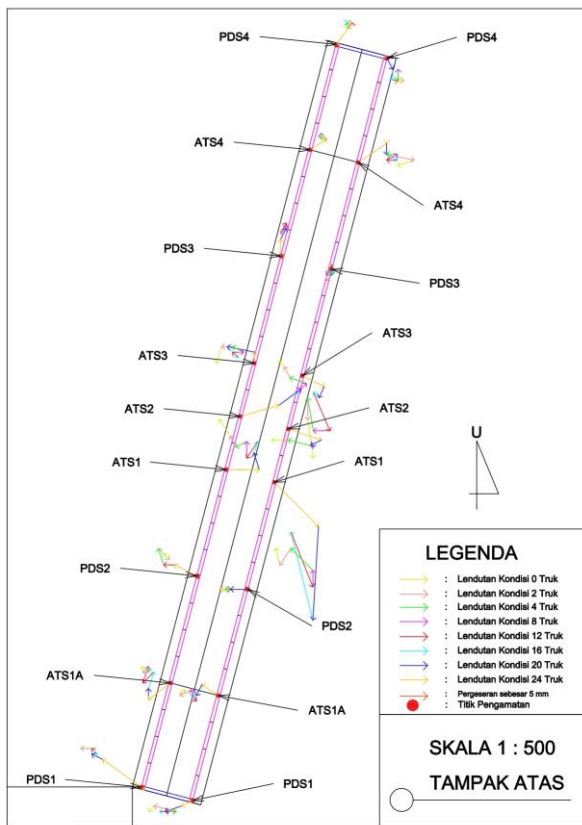 PDS4
PDS4
ATS4
ATS4
PDS3
PDS3
ATS3
ATS3
ATS2
ATS2
ATS1
ATS1
PDS2
PDS2
ATS1A
ATS1A
PDS1
PDS1
U
LEGENDA
: Lendutan Kondisi 0 Truk
: Lendutan Kondisi 2 Truk
: Lendutan Kondisi 4 Truk
: Lendutan Kondisi 8 Truk
: Lendutan Kondisi 12 Truk
: Lendutan Kondisi 16 Truk
: Lendutan Kondisi 20 Truk
: Lendutan Kondisi 24 Truk
: Pergeseran sebesar 5 mm
: Titik Pengamatan
SKALA 1 : 500
TAMPAK ATAS